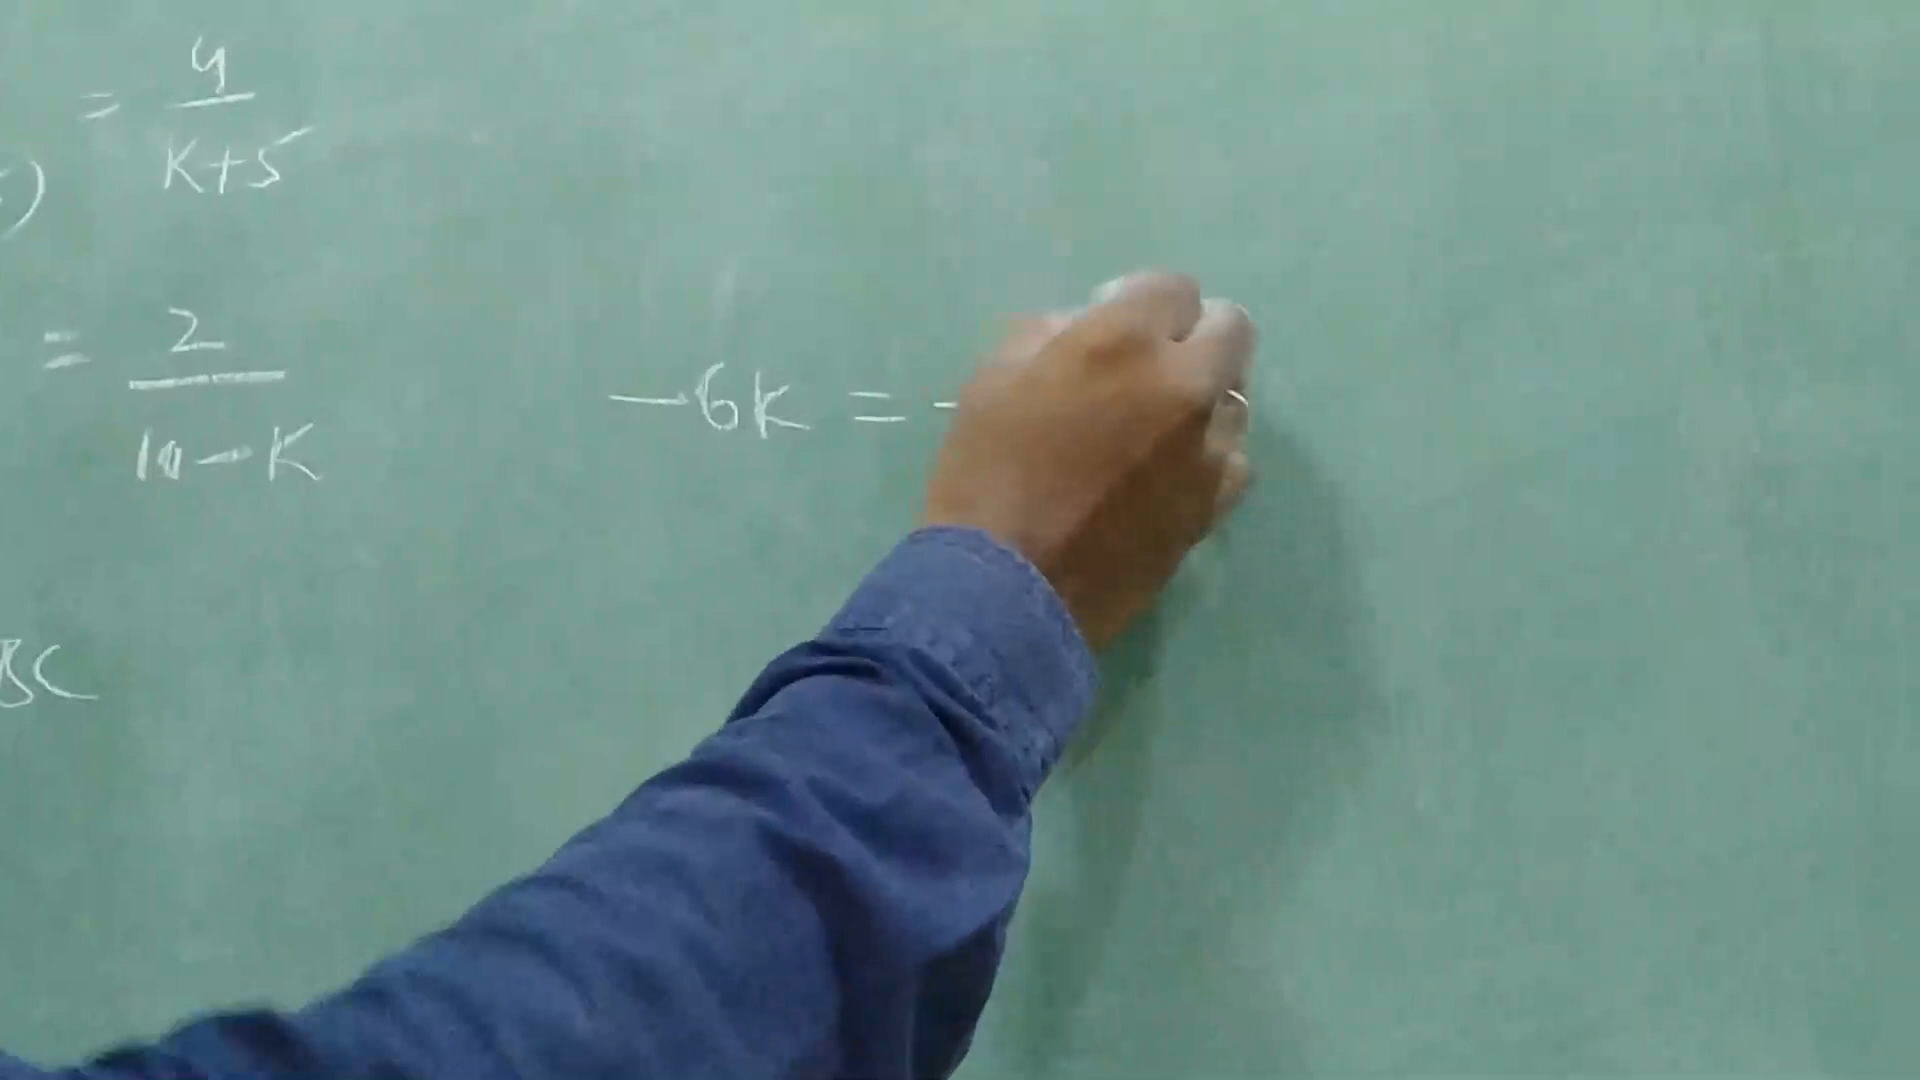 = 4/K+5
)
= 2/10-K
-6K = -
BC